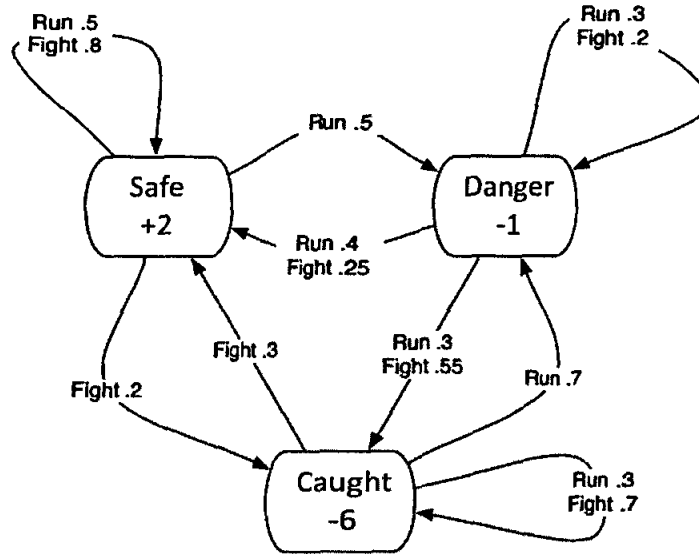 Run .5
Fight .8
Run .3
Fight .2
Run .5
Safe
+2
Danger
-1
Run .4
Fight .25
Fight .3
Run .3
Fight .55
Fight .2
Run .7
Caught
-6
Run .3
Fight .7